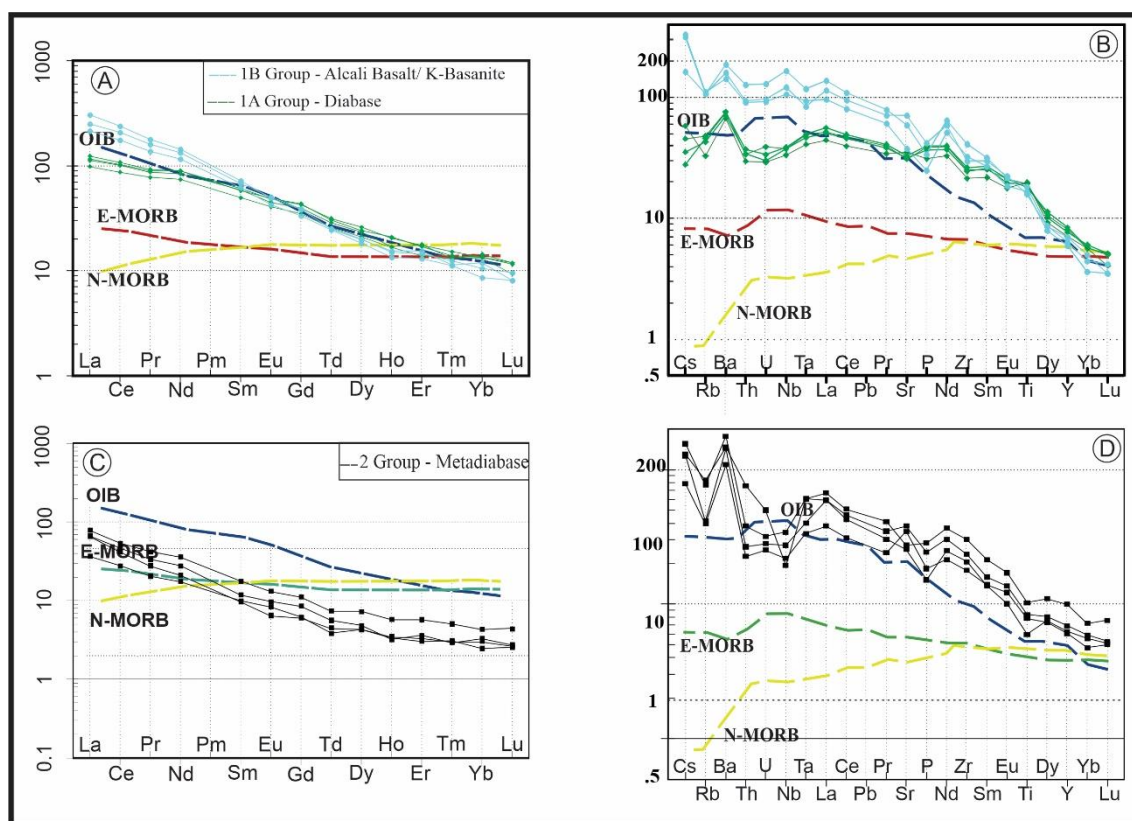 A
1000
100
10
1
1B Group - Alcali Basalt/ K-Basanite
1A Group - Diabase
OIB
E-MORB
N-MORB
La Pr Pm Eu Td Ho Tm Lu
Ce Nd Sm Gd Dy Er Yb
B
200
100
10
1
.5
OIB
E-MORB
N-MORB
Cs Ba U Ta Ce Pr P Zr Eu Dy Yb
Rb Th Nb La Pb Sr Nd Sm Ti Y Lu
C
1000
100
10
1
0.1
2 Group - Metadiabase
OIB
E-MORB
N-MORB
La Pr Pm Eu Td Ho Tm Lu
Ce Nd Sm Gd Dy Er Yb
D
200
100
10
1
.5
OIB
E-MORB
N-MORB
Cs Ba U Ta Ce Pr P Zr Eu Dy Yb
Rb Th Nb La Pb Sr Nd Sm Ti Y Lu